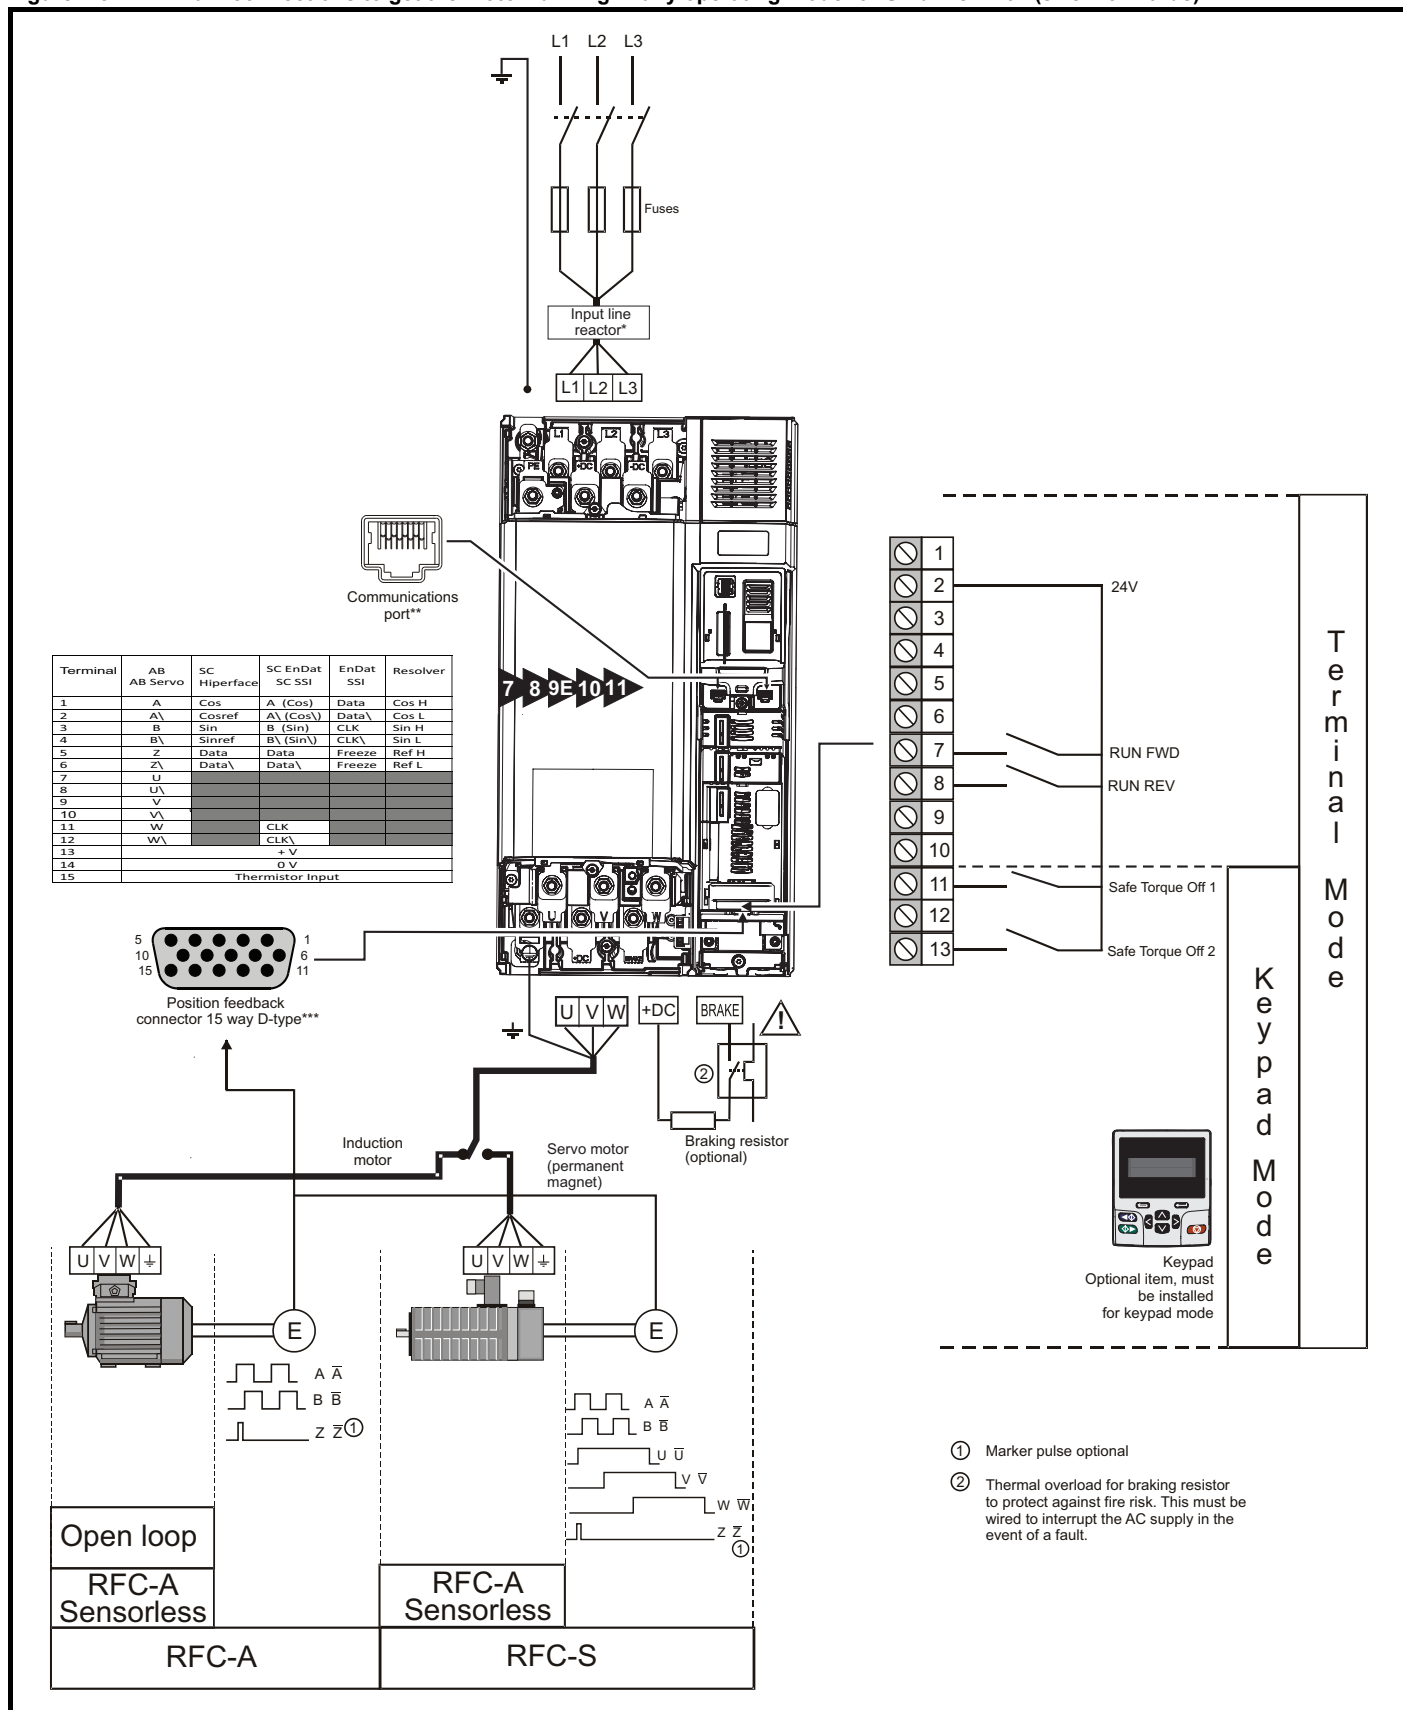 L1 L2 L3
Fuses
Input line
reactor*
L1 L2 L3
L1 L2 L3
PE +DC -DC
Communications
port**
7 8 9E 10 11
Terminal AB AB Servo SC Hiperface SC EnDat SC SSI EnDat SSI Resolver
1 A Cos A (Cos) Data Cos H
2 A\ Cosref A\ (Cos\) Data\ Cos L
3 B Sin B (Sin) CLK Sin H
4 B\ Sinref B\ (Sin\) CLK\ Sin L
5 Z Data Data Freeze Ref H
6 Z\ Data\ Data\ Freeze Ref L
7 U
8 U\
9 V
10 V\
11 W CLK
12 W\ CLK\
13 + V
14 0 V
15 Thermistor Input
U V W
+DC
5 1
10 6
15 11
Position feedback
connector 15 way D-type***
U V W +DC BRAKE !
2
Braking resistor
(optional)
Induction
motor
Servo motor
(permanent
magnet)
U V W
U V W
E
E
A A̅
B B̅
Z Z̅ 1
A A̅
B B̅
U U̅
V V̅
W W̅
Z Z̅
1
Open loop
RFC-A
Sensorless
RFC-A
Sensorless
RFC-A
RFC-S
1
2 24V
3
4
5
6
7 RUN FWD
8 RUN REV
9
10
11 Safe Torque Off 1
12
13 Safe Torque Off 2
Terminal Mode
Keypad Mode
Keypad
Optional item, must
be installed
for keypad mode
1 Marker pulse optional
2 Thermal overload for braking resistor
to protect against fire risk. This must be
wired to interrupt the AC supply in the
event of a fault.